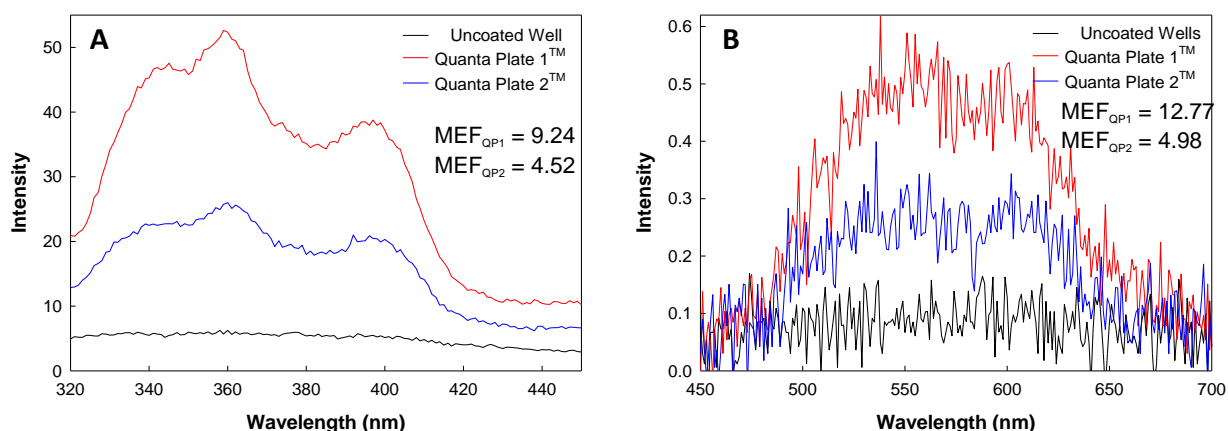 A
Uncoated Well
Quanta Plate 1TM
Quanta Plate 2TM
MEFQP1 = 9.24
MEFQP2 = 4.52
50
40
30
20
10
0
Intensity
320 340 360 380 400 420 440
Wavelength (nm)
B
Uncoated Wells
Quanta Plate 1TM
Quanta Plate 2TM
MEFQP1 = 12.77
MEFQP2 = 4.98
0.6
0.5
0.4
0.3
0.2
0.1
0.0
Intensity
450 500 550 600 650 700
Wavelength (nm)